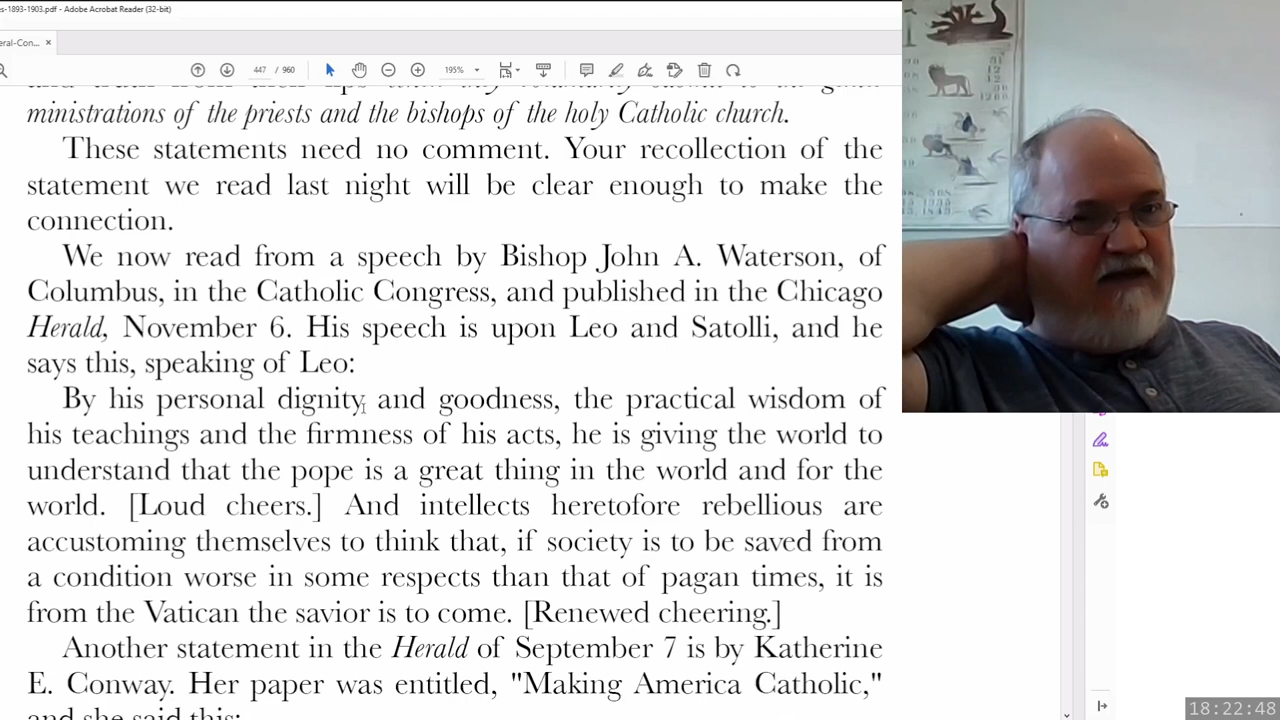 s-1893-1903.pdf - Adobe Acrobat Reader (32-bit)
eral-Con... ×
447 / 960
195%
ministrations of the priests and the bishops of the holy Catholic church.
These statements need no comment. Your recollection of the
statement we read last night will be clear enough to make the
connection.
We now read from a speech by Bishop John A. Waterson, of
Columbus, in the Catholic Congress, and published in the Chicago
Herald, November 6. His speech is upon Leo and Satolli, and he
says this, speaking of Leo:
By his personal dignity and goodness, the practical wisdom of
his teachings and the firmness of his acts, he is giving the world to
understand that the pope is a great thing in the world and for the
world. [Loud cheers.] And intellects heretofore rebellious are
accustoming themselves to think that, if society is to be saved from
a condition worse in some respects than that of pagan times, it is
from the Vatican the savior is to come. [Renewed cheering.]
Another statement in the Herald of September 7 is by Katherine
E. Conway. Her paper was entitled, "Making America Catholic,"
and she said this:
18:22:48